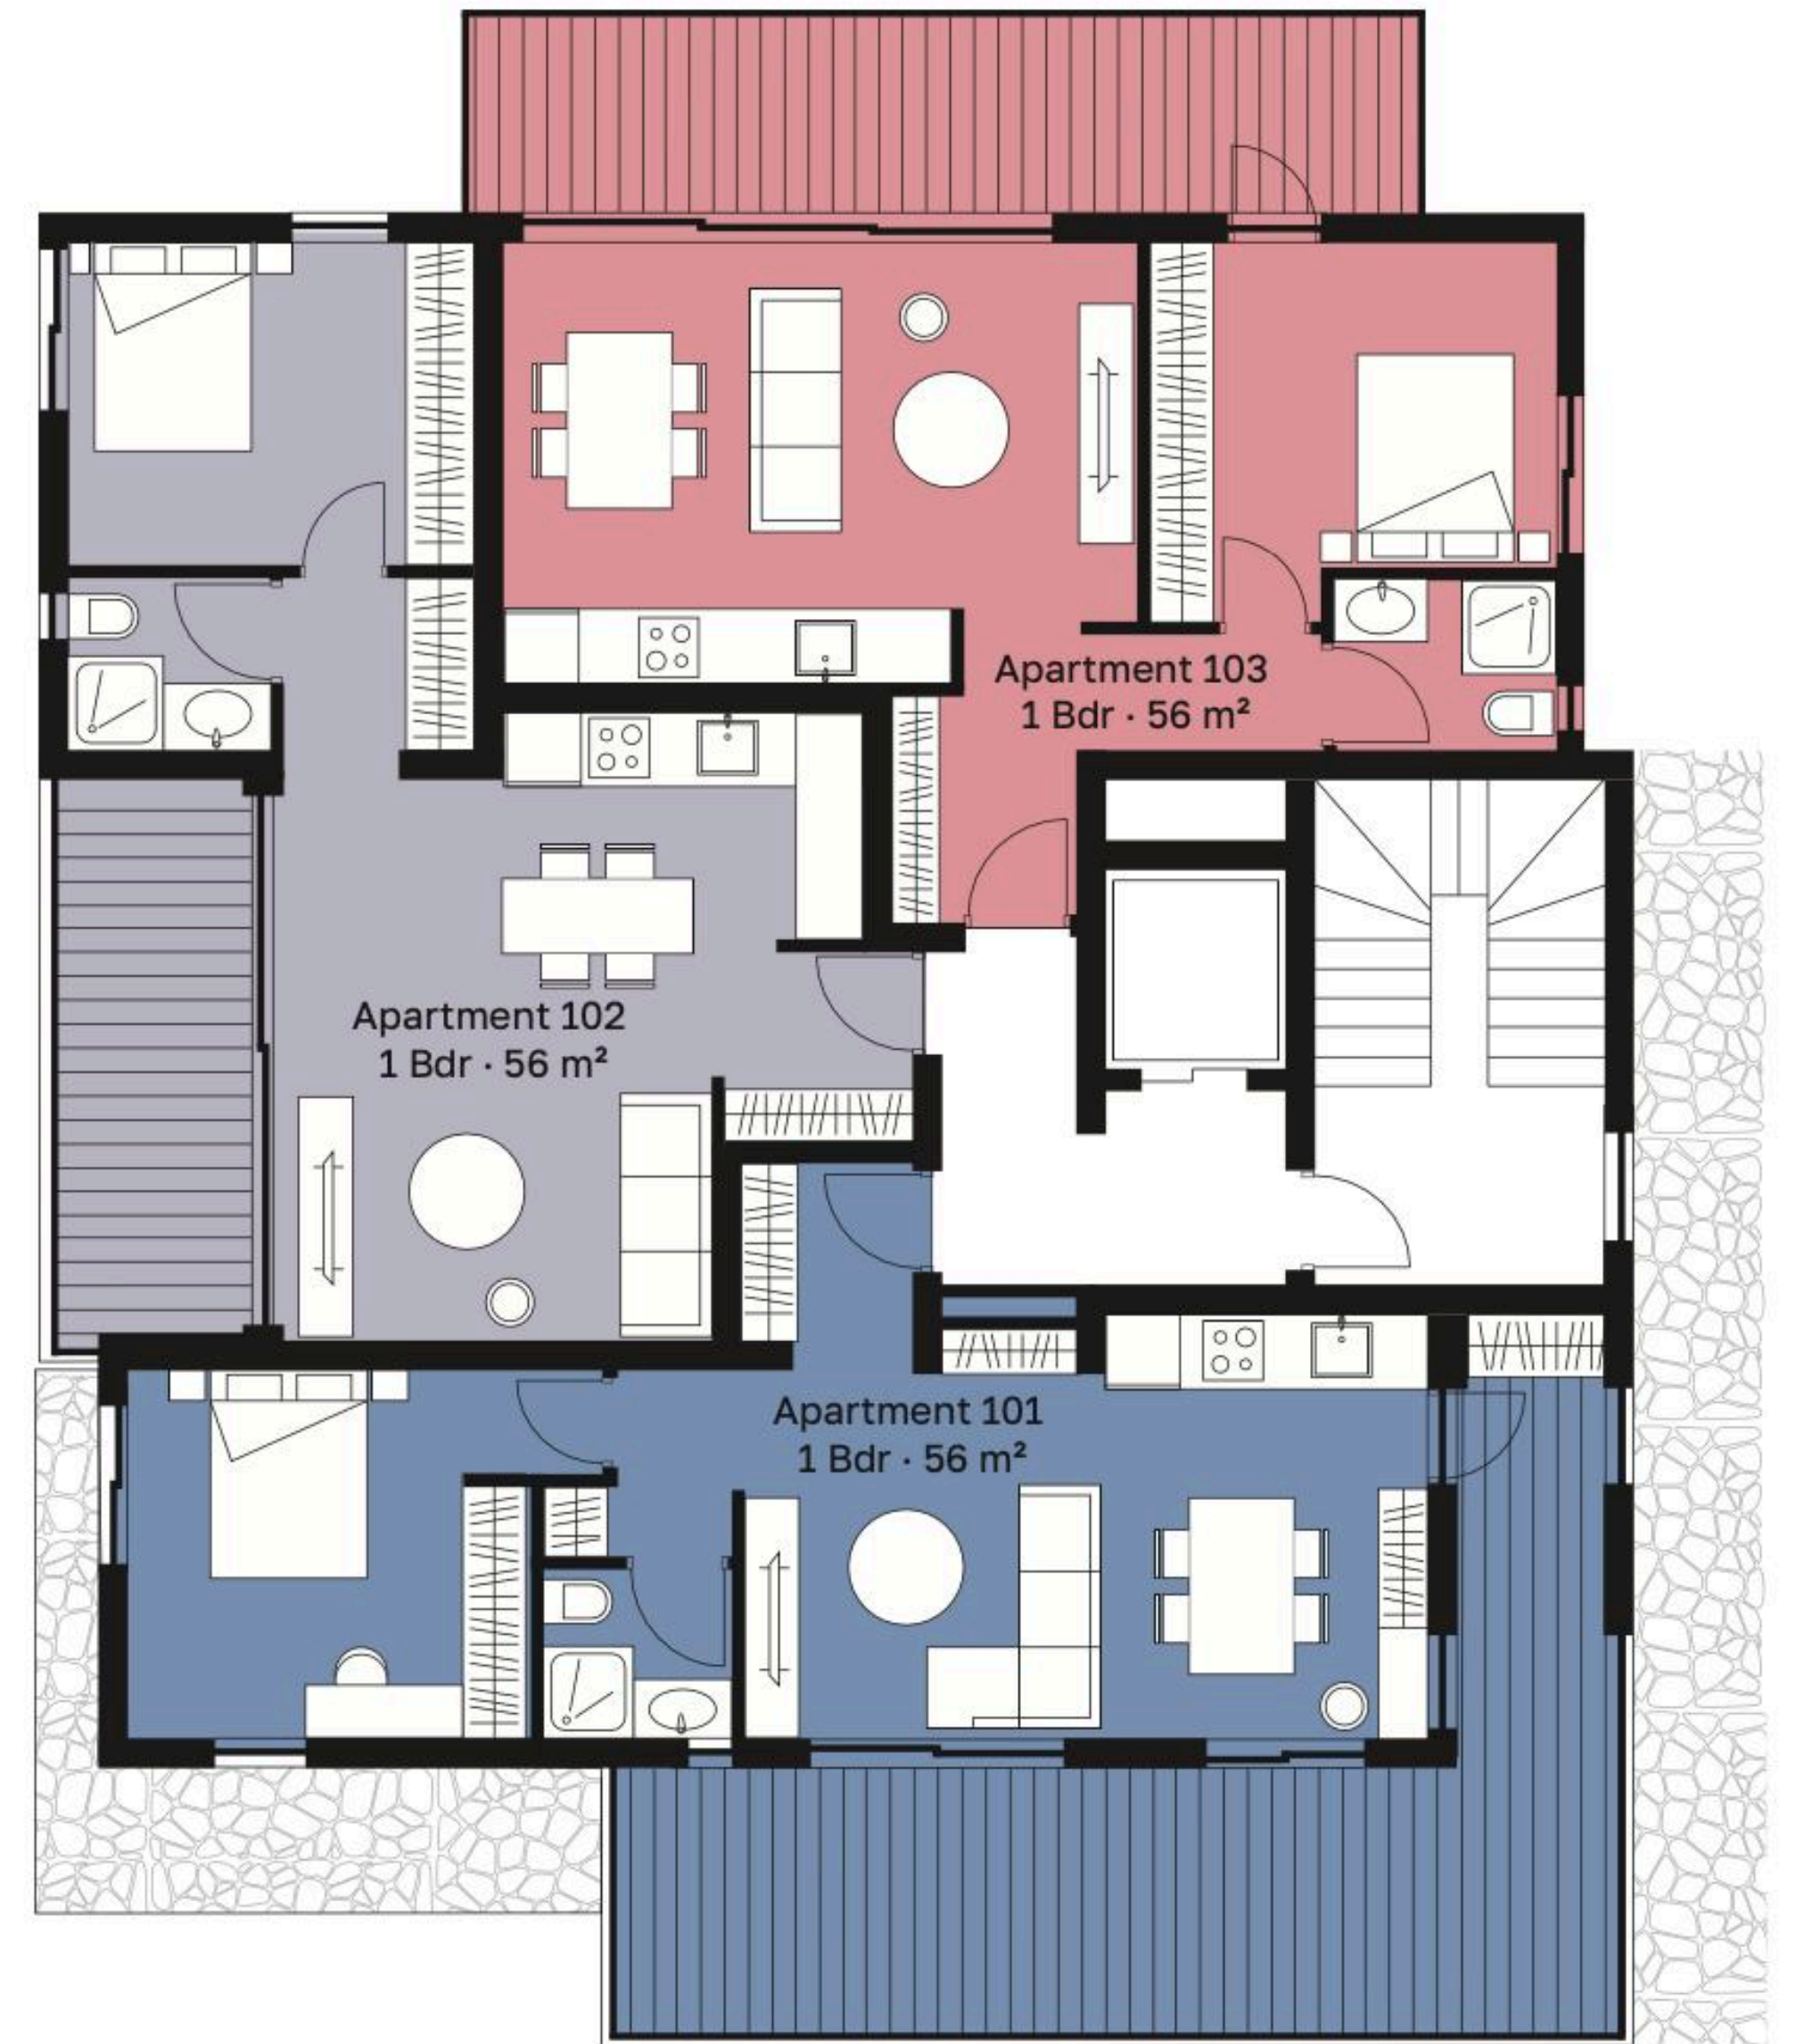 Apartment 103
1 Bdr · 56 m²
Apartment 102
1 Bdr · 56 m²
Apartment 101
1 Bdr · 56 m²